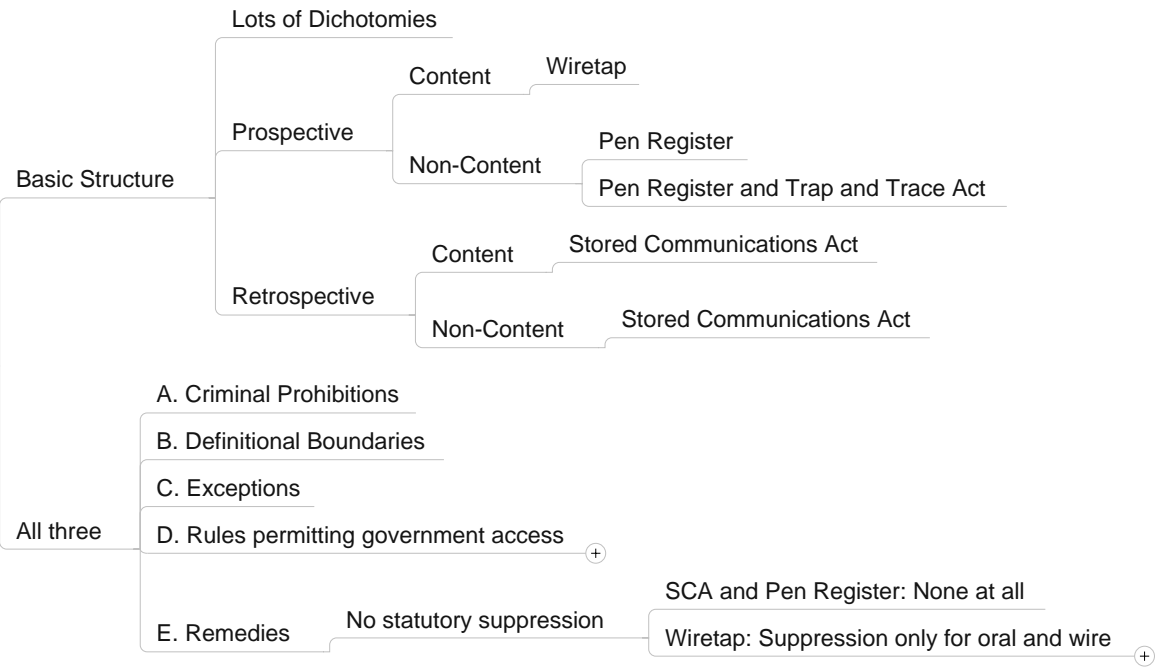 Lots of Dichotomies
Wiretap
Content
Prospective
Pen Register
Non-Content
Basic Structure
Pen Register and Trap and Trace Act
Stored Communications Act
Content
Retrospective
Stored Communications Act
Non-Content
A. Criminal Prohibitions
B. Definitional Boundaries
C. Exceptions
All three
D. Rules permitting government access
SCA and Pen Register: None at all
No statutory suppression
E. Remedies
Wiretap: Suppression only for oral and wire